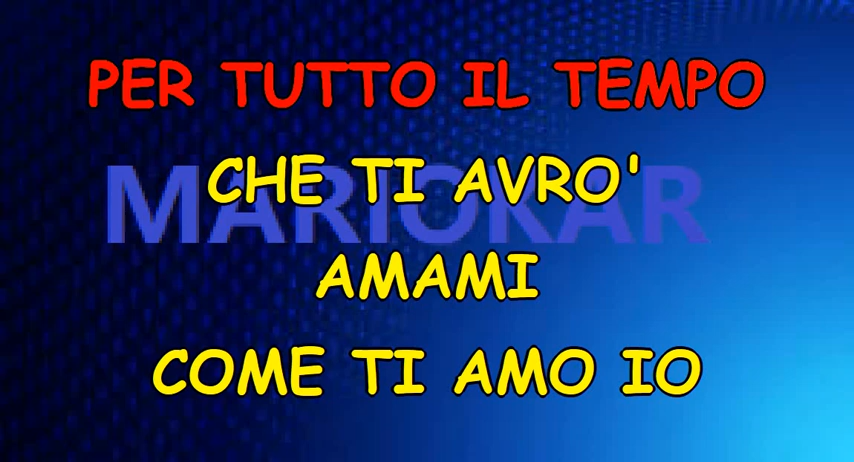 PER TUTTO IL TEMPO
CHE TI AVRO'
MARIOKAR
AMAMI
COME TI AMO IO